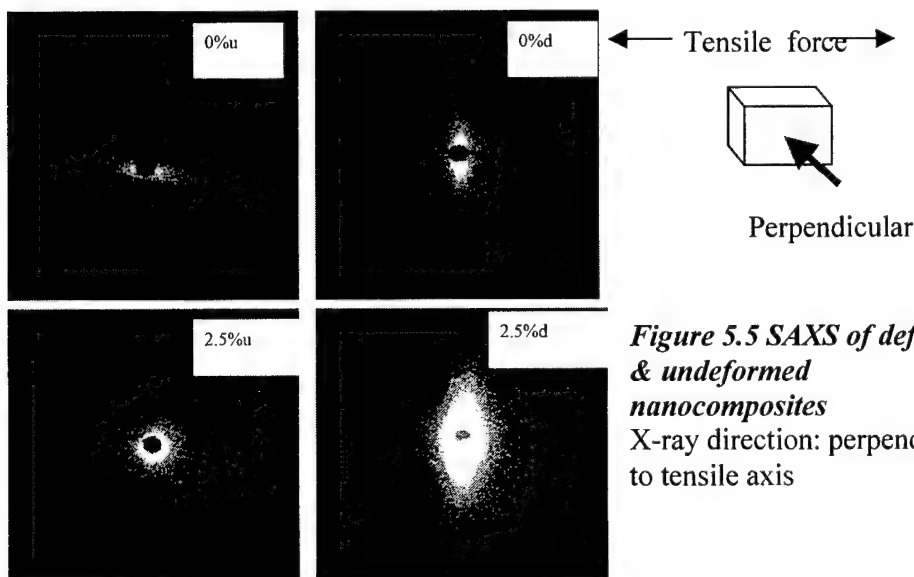 0%u
0%d
Tensile force
Perpendicular
2.5%u
2.5%d
Figure 5.5 SAXS of def
& undeformed
nanocomposites
X-ray direction: perpend
to tensile axis